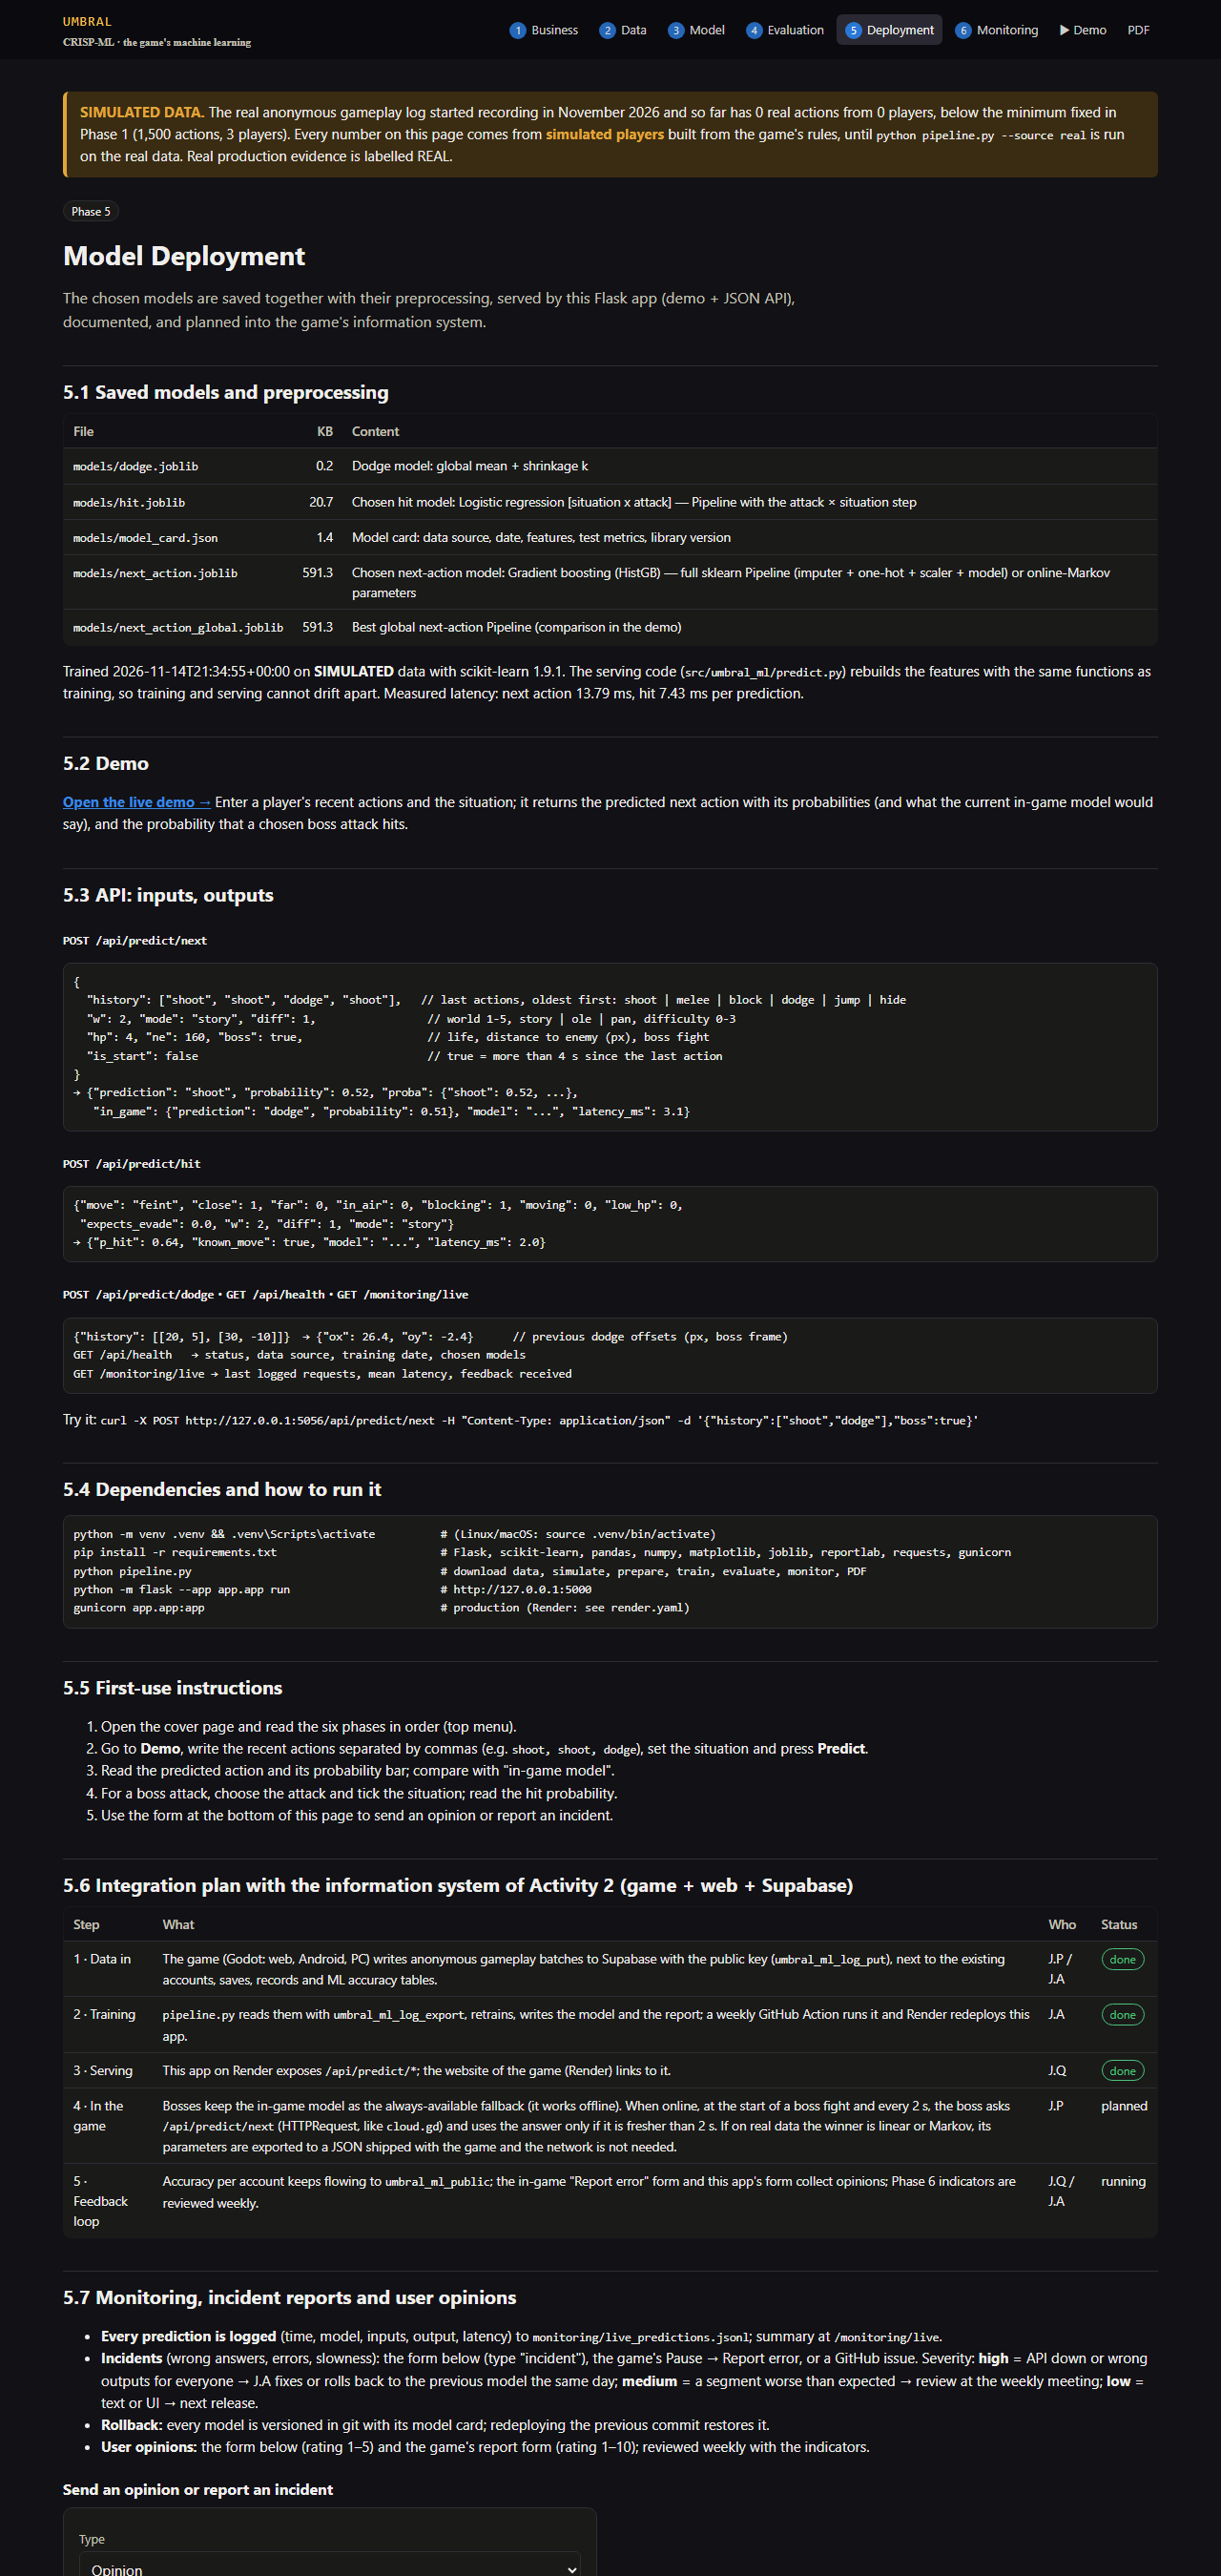 UMBRAL
CRISP-ML · the game's machine learning
1 Business
2 Data
3 Model
4 Evaluation
5 Deployment
6 Monitoring
▶ Demo
PDF
SIMULATED DATA. The real anonymous gameplay log started recording in November 2026 and so far has 0 real actions from 0 players, below the minimum fixed in
Phase 1 (1,500 actions, 3 players). Every number on this page comes from simulated players built from the game's rules, until python pipeline.py --source real is run
on the real data. Real production evidence is labelled REAL.
Phase 5
Model Deployment
The chosen models are saved together with their preprocessing, served by this Flask app (demo + JSON API),
documented, and planned into the game's information system.
5.1 Saved models and preprocessing
File KB Content
models/dodge.joblib 0.2 Dodge model: global mean + shrinkage k
models/hit.joblib 20.7 Chosen hit model: Logistic regression [situation x attack] — Pipeline with the attack × situation step
models/model_card.json 1.4 Model card: data source, date, features, test metrics, library version
models/next_action.joblib 591.3 Chosen next-action model: Gradient boosting (HistGB) — full sklearn Pipeline (imputer + one-hot + scaler + model) or online-Markov
parameters
models/next_action_global.joblib 591.3 Best global next-action Pipeline (comparison in the demo)
Trained 2026-11-14T21:34:55+00:00 on SIMULATED data with scikit-learn 1.9.1. The serving code (src/umbral_ml/predict.py) rebuilds the features with the same functions as
training, so training and serving cannot drift apart. Measured latency: next action 13.79 ms, hit 7.43 ms per prediction.
5.2 Demo
Open the live demo → Enter a player's recent actions and the situation; it returns the predicted next action with its probabilities (and what the current in-game model would
say), and the probability that a chosen boss attack hits.
5.3 API: inputs, outputs
POST /api/predict/next
{
"history": ["shoot", "shoot", "dodge", "shoot"], // last actions, oldest first: shoot | melee | block | dodge | jump | hide
"w": 2, "mode": "story", "diff": 1, // world 1-5, story | ole | pan, difficulty 0-3
"hp": 4, "ne": 160, "boss": true, // life, distance to enemy (px), boss fight
"is_start": false // true = more than 4 s since the last action
}
→ {"prediction": "shoot", "probability": 0.52, "proba": {"shoot": 0.52, ...},
"in_game": {"prediction": "dodge", "probability": 0.51}, "model": "...", "latency_ms": 3.1}
POST /api/predict/hit
{"move": "feint", "close": 1, "far": 0, "in_air": 0, "blocking": 1, "moving": 0, "low_hp": 0,
"expects_evade": 0.0, "w": 2, "diff": 1, "mode": "story"}
→ {"p_hit": 0.64, "known_move": true, "model": "...", "latency_ms": 2.0}
POST /api/predict/dodge · GET /api/health · GET /monitoring/live
{"history": [[20, 5], [30, -10]]} → {"ox": 26.4, "oy": -2.4} // previous dodge offsets (px, boss frame)
GET /api/health → status, data source, training date, chosen models
GET /monitoring/live → last logged requests, mean latency, feedback received
Try it: curl -X POST http://127.0.0.1:5056/api/predict/next -H "Content-Type: application/json" -d '{"history":["shoot","dodge"],"boss":true}'
5.4 Dependencies and how to run it
python -m venv .venv && .venv\Scripts\activate # (Linux/macOS: source .venv/bin/activate)
pip install -r requirements.txt # Flask, scikit-learn, pandas, numpy, matplotlib, joblib, reportlab, requests, gunicorn
python pipeline.py # download data, simulate, prepare, train, evaluate, monitor, PDF
python -m flask --app app.app run # http://127.0.0.1:5000
gunicorn app.app:app # production (Render: see render.yaml)
5.5 First-use instructions
1. Open the cover page and read the six phases in order (top menu).
2. Go to Demo, write the recent actions separated by commas (e.g. shoot, shoot, dodge), set the situation and press Predict.
3. Read the predicted action and its probability bar; compare with "in-game model".
4. For a boss attack, choose the attack and tick the situation; read the hit probability.
5. Use the form at the bottom of this page to send an opinion or report an incident.
5.6 Integration plan with the information system of Activity 2 (game + web + Supabase)
Step What Who Status
1 · Data in The game (Godot: web, Android, PC) writes anonymous gameplay batches to Supabase with the public key (umbral_ml_log_put), next to the existing J.P / done
accounts, saves, records and ML accuracy tables. J.A
2 · Training pipeline.py reads them with umbral_ml_log_export, retrains, writes the model and the report; a weekly GitHub Action runs it and Render redeploys this J.A done
app.
3 · Serving This app on Render exposes /api/predict/*; the website of the game (Render) links to it. J.Q done
4 · In the Bosses keep the in-game model as the always-available fallback (it works offline). When online, at the start of a boss fight and every 2 s, the boss asks J.P planned
game /api/predict/next (HTTPRequest, like cloud.gd) and uses the answer only if it is fresher than 2 s. If on real data the winner is linear or Markov, its
parameters are exported to a JSON shipped with the game and the network is not needed.
5 · Accuracy per account keeps flowing to umbral_ml_public; the in-game "Report error" form and this app's form collect opinions; Phase 6 indicators are J.Q / running
Feedback reviewed weekly. J.A
loop
5.7 Monitoring, incident reports and user opinions
• Every prediction is logged (time, model, inputs, output, latency) to monitoring/live_predictions.jsonl; summary at /monitoring/live.
• Incidents (wrong answers, errors, slowness): the form below (type "incident"), the game's Pause → Report error, or a GitHub issue. Severity: high = API down or wrong
outputs for everyone → J.A fixes or rolls back to the previous model the same day; medium = a segment worse than expected → review at the weekly meeting; low =
text or UI → next release.
• Rollback: every model is versioned in git with its model card; redeploying the previous commit restores it.
• User opinions: the form below (rating 1–5) and the game's report form (rating 1–10); reviewed weekly with the indicators.
Send an opinion or report an incident
Type
Opinion